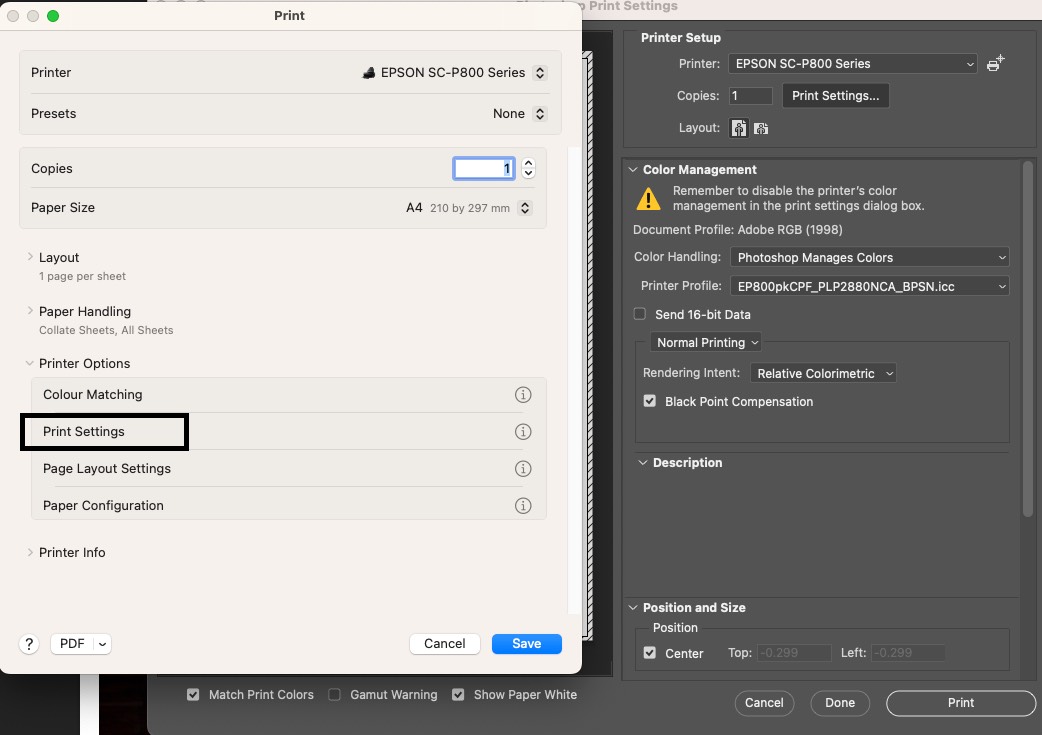 Print
Printer
EPSON SC-P800 Series
Presets
None
Copies
1
Paper Size
A4 210 by 297 mm
Layout
1 page per sheet
Paper Handling
Collate Sheets, All Sheets
Printer Options
Colour Matching
Print Settings
Page Layout Settings
Paper Configuration
Printer Info
?
PDF
Cancel
Save
Print Settings
Printer Setup
Printer: EPSON SC-P800 Series
Copies: 1 Print Settings...
Layout:
Color Management
Remember to disable the printer's color
management in the print settings dialog box.
Document Profile: Adobe RGB (1998)
Color Handling: Photoshop Manages Colors
Printer Profile: EP800pkCPF_PLP2880NCA_BPSN.icc
Send 16-bit Data
Normal Printing
Rendering Intent: Relative Colorimetric
Black Point Compensation
Description
Position and Size
Position
Center Top: -0.299 Left: -0.299
Match Print Colors Gamut Warning Show Paper White
Cancel Done Print